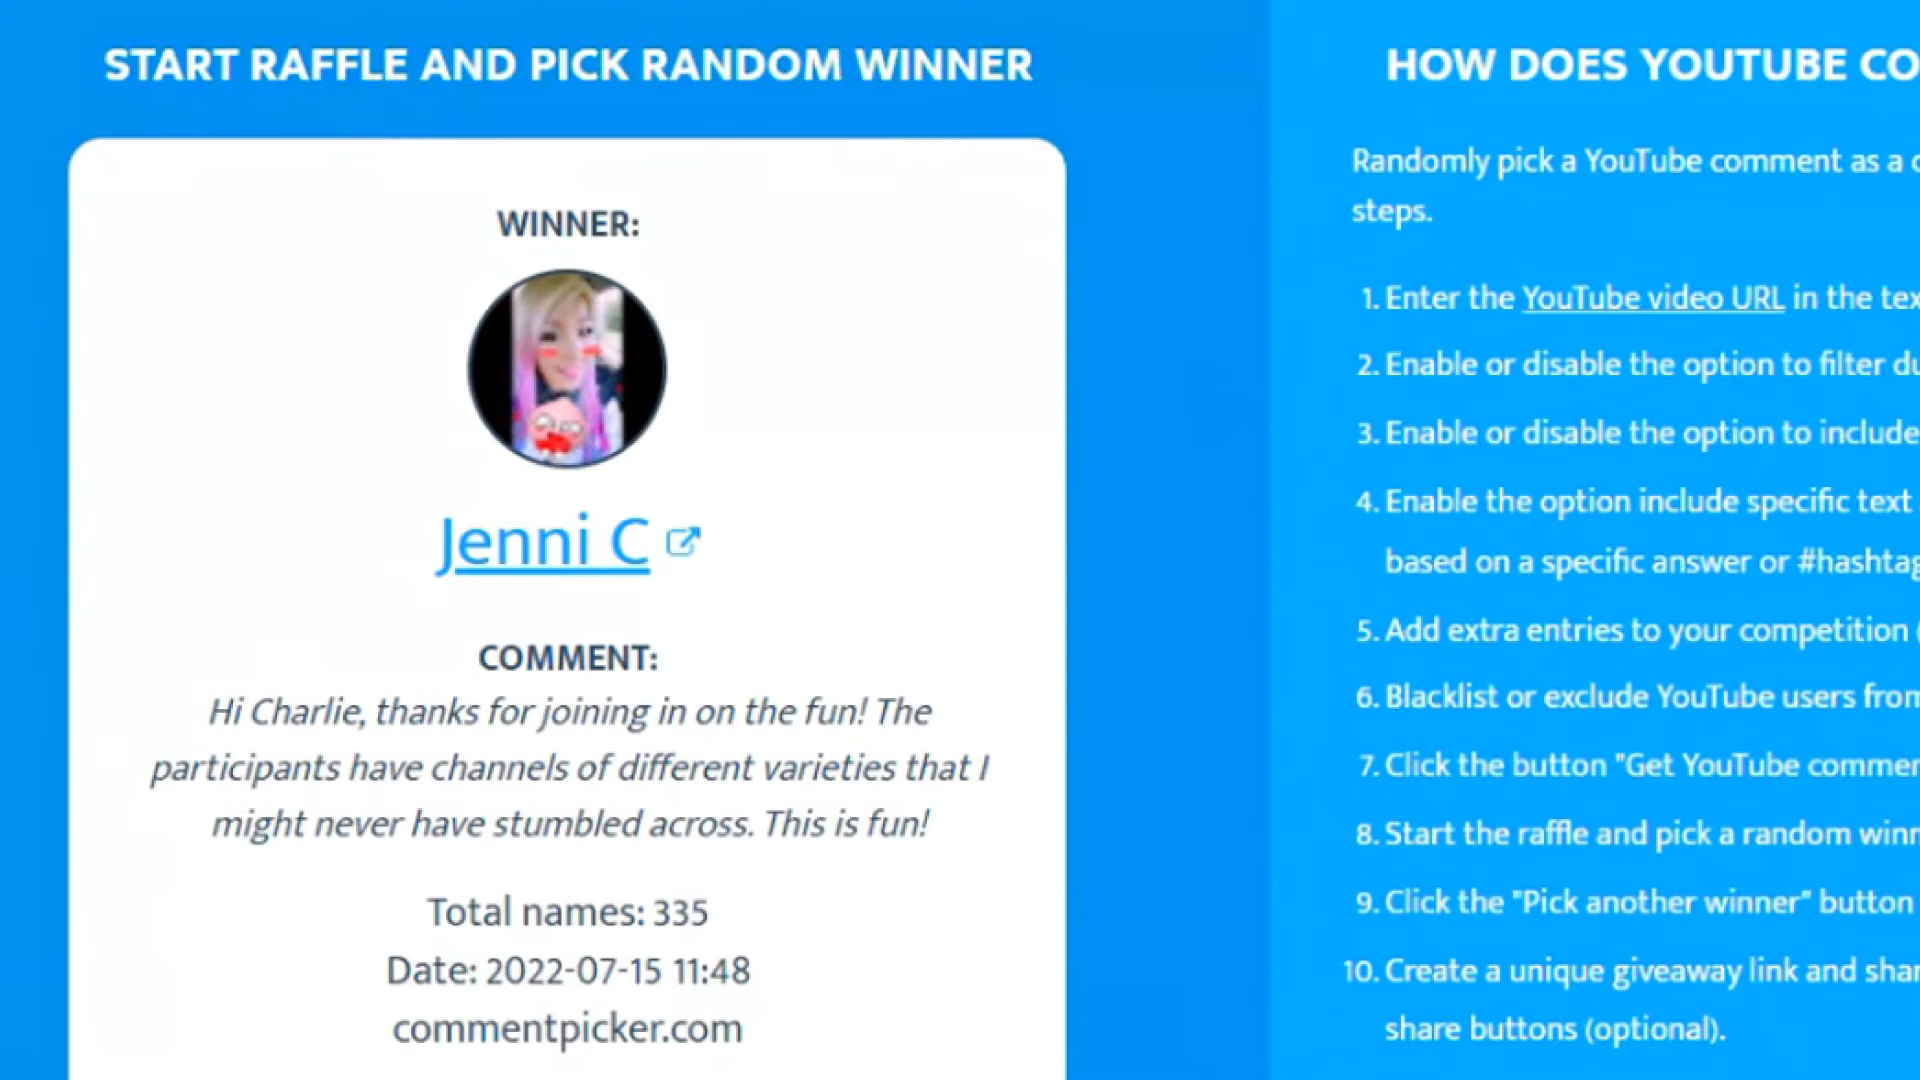 START RAFFLE AND PICK RANDOM WINNER
WINNER:
Jenni C
COMMENT:
Hi Charlie, thanks for joining in on the fun! The
participants have channels of different varieties that I
might never have stumbled across. This is fun!
Total names: 335
Date: 2022-07-15 11:48
commentpicker.com
HOW DOES YOUTUBE CO
Randomly pick a YouTube comment as a
steps.
1. Enter the YouTube video URL in the tex
2. Enable or disable the option to filter du
3. Enable or disable the option to include
4. Enable the option include specific text
based on a specific answer or #hashtag
5. Add extra entries to your competition
6. Blacklist or exclude YouTube users from
7. Click the button "Get YouTube commen
8. Start the raffle and pick a random winn
9. Click the "Pick another winner" button
10. Create a unique giveaway link and shar
share buttons (optional).